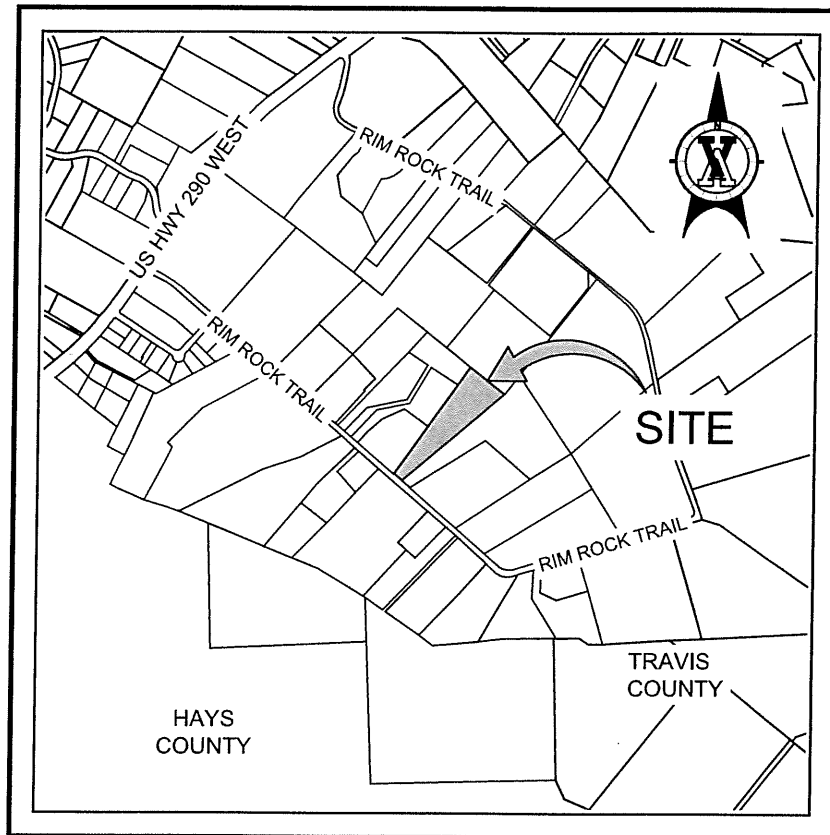 US HWY 290 WEST
RIM ROCK TRAIL
N
X
RIM ROCK TRAIL
SITE
RIM ROCK TRAIL
TRAVIS
COUNTY
HAYS
COUNTY